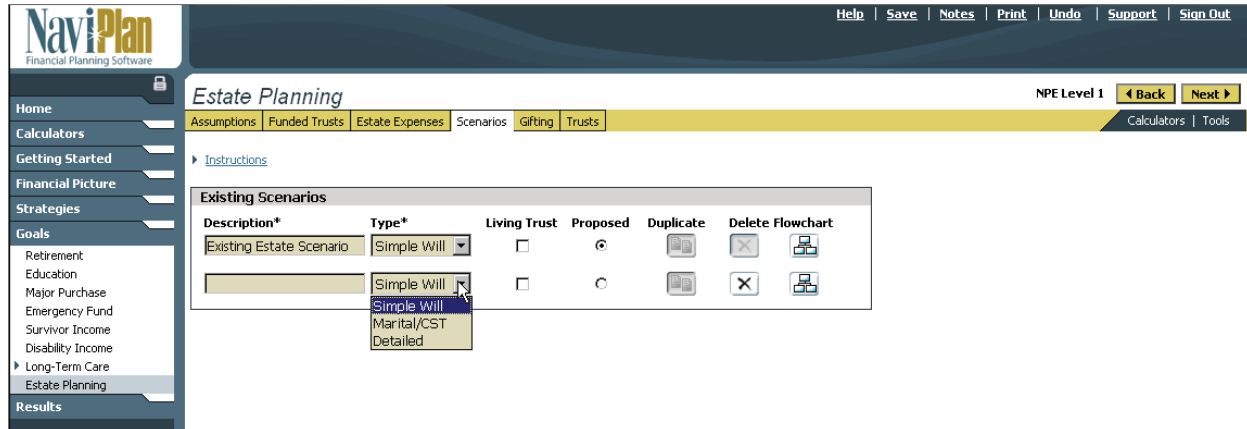 NaviPlan
Financial Planning Software
Help | Save | Notes | Print | Undo | Support | Sign Out
Home
Calculators
Getting Started
Financial Picture
Strategies
Goals
Retirement
Education
Major Purchase
Emergency Fund
Survivor Income
Disability Income
Long-Term Care
Estate Planning
Results
Estate Planning
NPE Level 1 Back Next
Assumptions Funded Trusts Estate Expenses Scenarios Gifting Trusts
Calculators | Tools
Instructions
Existing Scenarios
Description* Type* Living Trust Proposed Duplicate Delete Flowchart
Existing Estate Scenario Simple Will
Simple Will
Simple Will
Marital/CST
Detailed